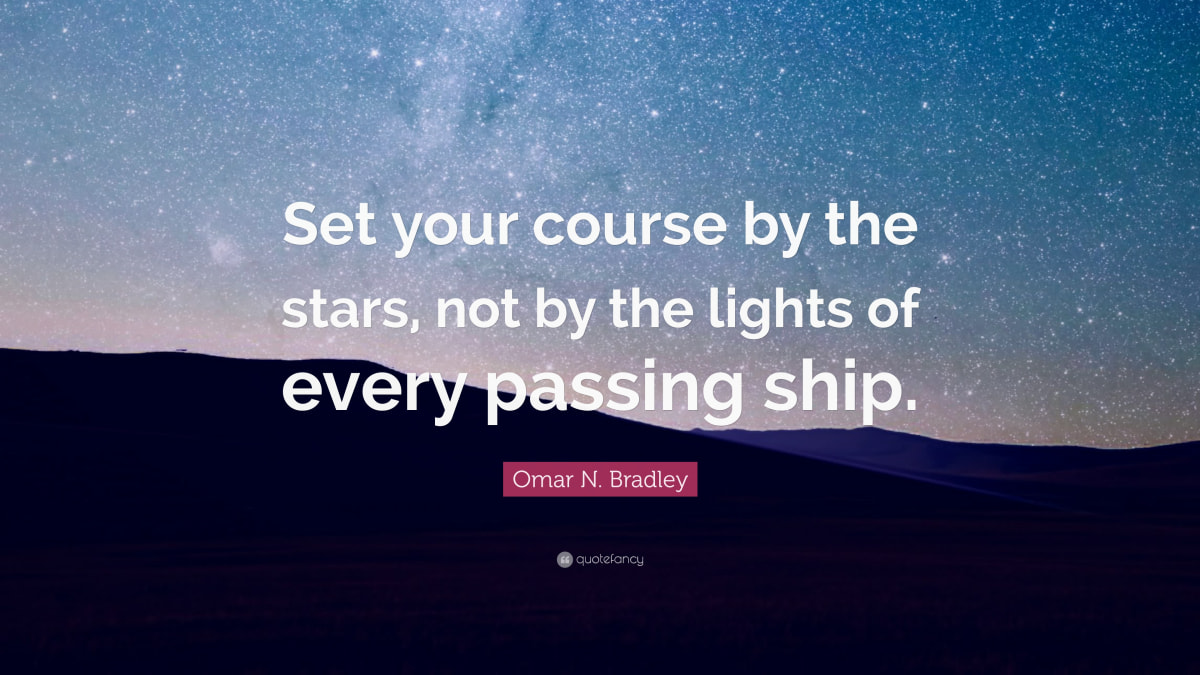 Set your course by the
stars, not by the lights of
every passing ship.
Omar N. Bradley
quotefancy